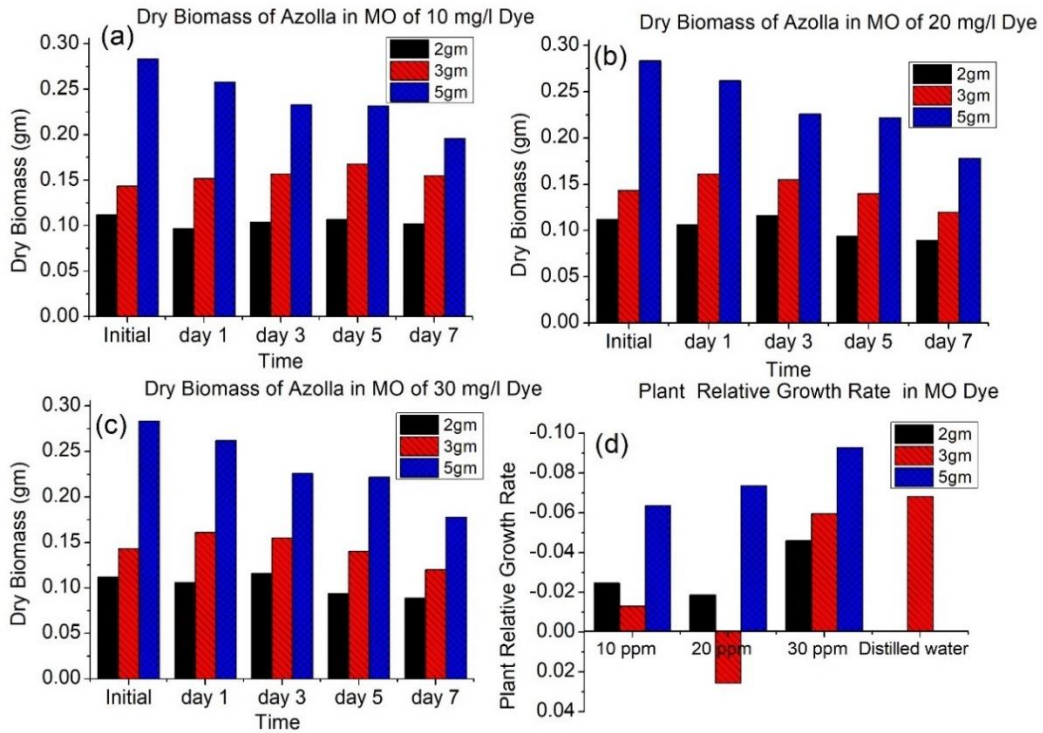 Dry Biomass of Azolla in MO of 10 mg/l Dye
(a)
2gm
3gm
5gm
Dry Biomass (gm)
0.30
0.25
0.20
0.15
0.10
0.05
0.00
Initial day 1 day 3 day 5 day 7
Time
Dry Biomass of Azolla in MO of 20 mg/l Dye
(b)
2gm
3gm
5gm
Dry Biomass (gm)
0.30
0.25
0.20
0.15
0.10
0.05
0.00
Initial day 1 day 3 day 5 day 7
Time
Dry Biomass of Azolla in MO of 30 mg/l Dye
(c)
2gm
3gm
5gm
Dry Biomass (gm)
0.30
0.25
0.20
0.15
0.10
0.05
0.00
Initial day 1 day 3 day 5 day 7
Time
Plant Relative Growth Rate in MO Dye
(d)
2gm
3gm
5gm
Plant Relative Growth Rate
-0.10
-0.08
-0.06
-0.04
-0.02
0.00
0.02
0.04
10 ppm 20 ppm 30 ppm Distilled water